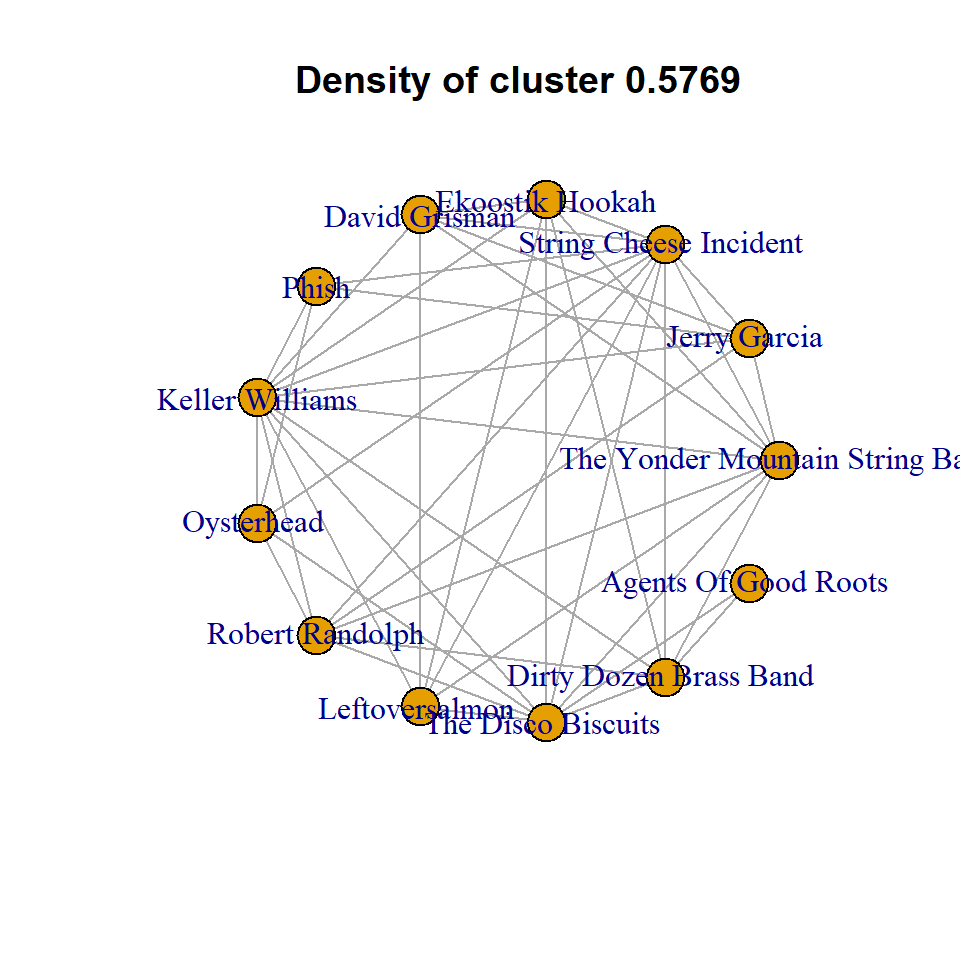 Density of cluster 0.5769
Ekoostik Hookah
David Grisman
String Cheese Incident
Phish
Jerry Garcia
Keller Williams
The Yonder Mountain String Ba
Oysterhead
Agents Of Good Roots
Robert Randolph
Dirty Dozen Brass Band
Leftoversalmon
The Disco Biscuits